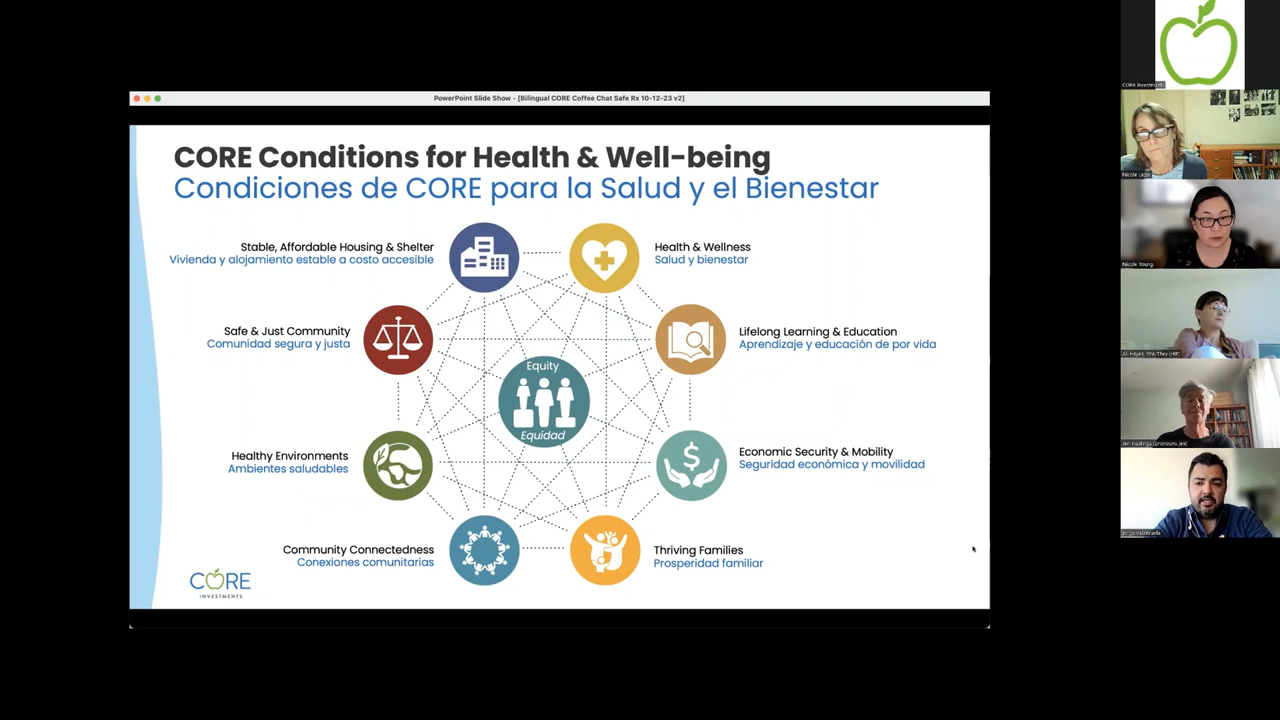 PowerPoint Slide Show - [Bilingual CORE Coffee Chat Safe Rx 10-12-23 v2]
CORE Conditions for Health & Well-being
Condiciones de CORE para la Salud y el Bienestar
Stable, Affordable Housing & Shelter
Vivienda y alojamiento estable a costo accesible
Health & Wellness
Salud y bienestar
Safe & Just Community
Comunidad segura y justa
Lifelong Learning & Education
Aprendizaje y educación de por vida
Equity
Equidad
Healthy Environments
Ambientes saludables
Economic Security & Mobility
Seguridad económica y movilidad
Community Connectedness
Conexiones comunitarias
Thriving Families
Prosperidad familiar
CORE
INVESTMENTS
CORE Investments
Nicole Young